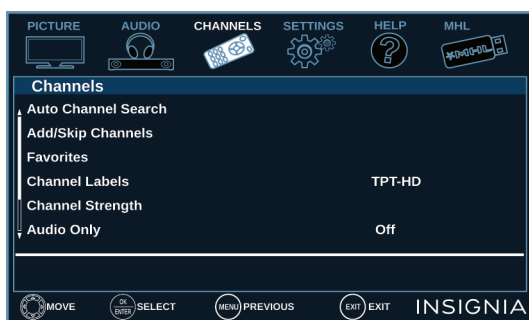 PICTURE AUDIO CHANNELS SETTINGS HELP MHL
?
MHL
Channels
Auto Channel Search
Add/Skip Channels
Favorites
Channel Labels TPT-HD
Channel Strength
Audio Only Off
MOVE OK ENTER SELECT MENU PREVIOUS EXIT EXIT INSIGNIA